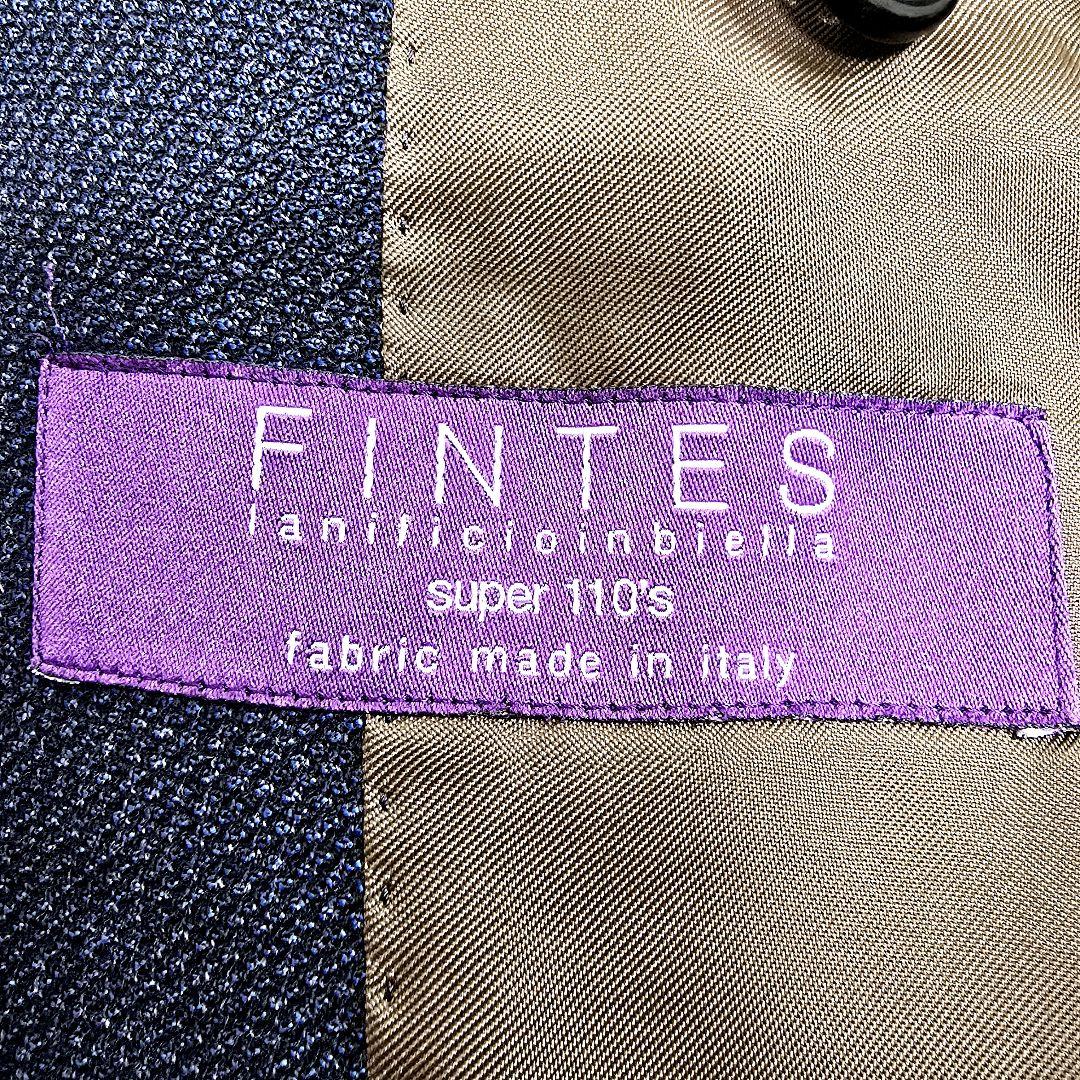 FINTES
lanificioinbiella
super 110's
fabric made in italy